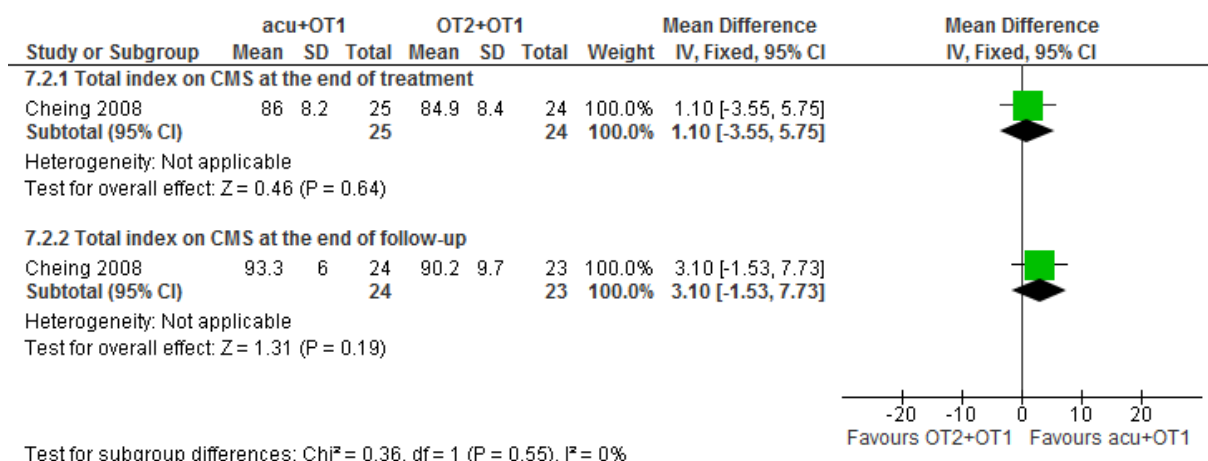 acu+OT1 OT2+OT1 Mean Difference Mean Difference
Study or Subgroup Mean SD Total Mean SD Total Weight IV, Fixed, 95% CI IV, Fixed, 95% CI
7.2.1 Total index on CMS at the end of treatment
Cheing 2008 86 8.2 25 84.9 8.4 24 100.0% 1.10 [-3.55, 5.75]
Subtotal (95% CI) 25 24 100.0% 1.10 [-3.55, 5.75]
Heterogeneity: Not applicable
Test for overall effect: Z = 0.46 (P = 0.64)
7.2.2 Total index on CMS at the end of follow-up
Cheing 2008 93.3 6 24 90.2 9.7 23 100.0% 3.10 [-1.53, 7.73]
Subtotal (95% CI) 24 23 100.0% 3.10 [-1.53, 7.73]
Heterogeneity: Not applicable
Test for overall effect: Z = 1.31 (P = 0.19)
-20 -10 0 10 20
Favours OT2+OT1 Favours acu+OT1
Test for subgroup differences: Chi² = 0.36, df = 1 (P = 0.55), I² = 0%